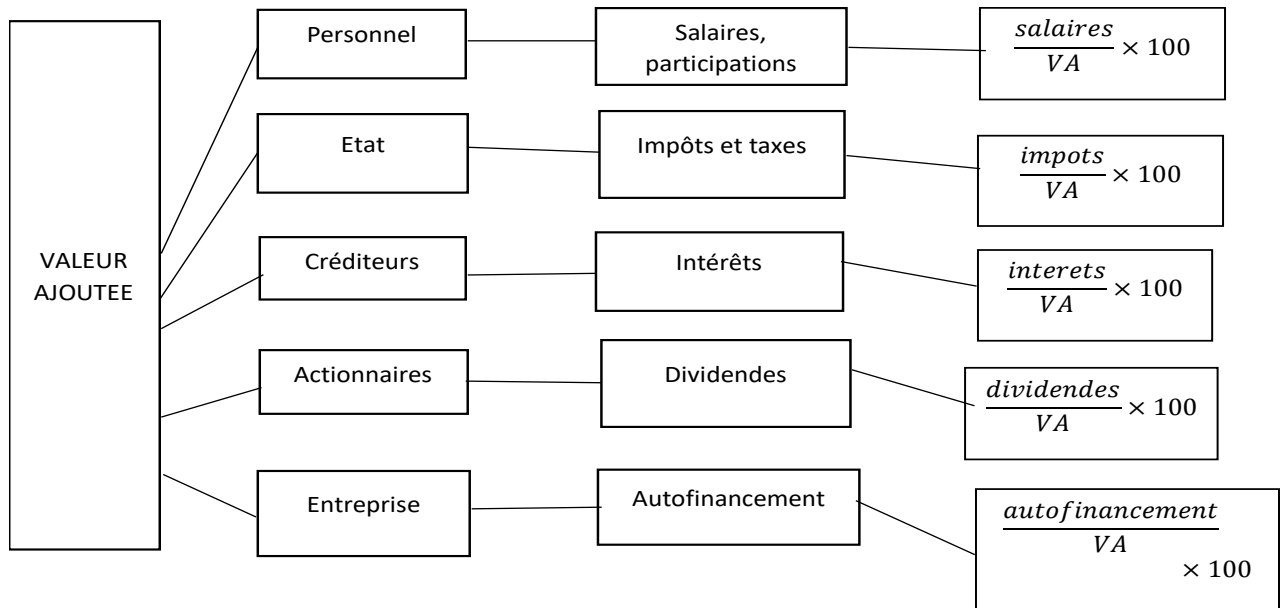 VALEUR
AJOUTEE
Personnel
Salaires,
participations
salaires
VA
× 100
Etat
Impôts et taxes
impots
VA
× 100
Créditeurs
Intérêts
interets
VA
× 100
Actionnaires
Dividendes
dividendes
VA
× 100
Entreprise
Autofinancement
autofinancement
VA
× 100